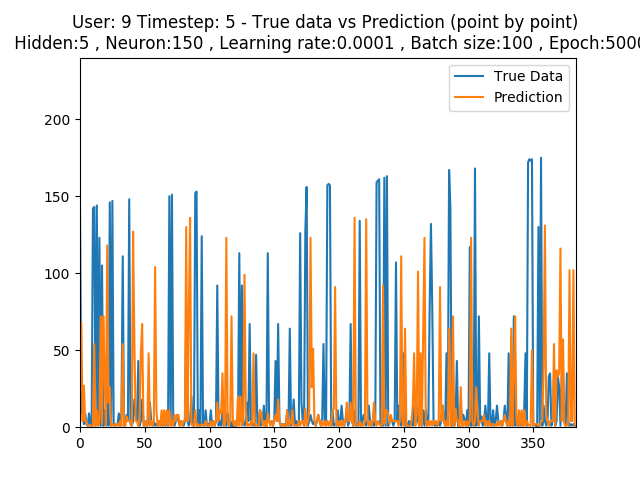 User: 9 Timestep: 5 - True data vs Prediction (point by point)
Hidden:5 , Neuron:150 , Learning rate:0.0001 , Batch size:100 , Epoch:5000
True Data
Prediction
200
150
100
50
0
0 50 100 150 200 250 300 350